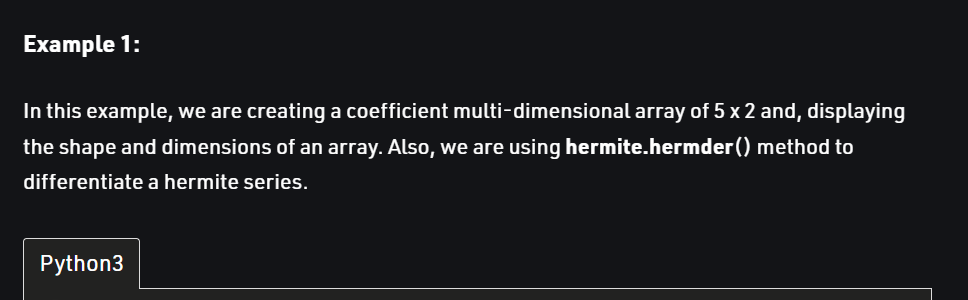 Example 1:
In this example, we are creating a coefficient multi-dimensional array of 5 x 2 and, displaying
the shape and dimensions of an array. Also, we are using hermite.hermder() method to
differentiate a hermite series.
Python3